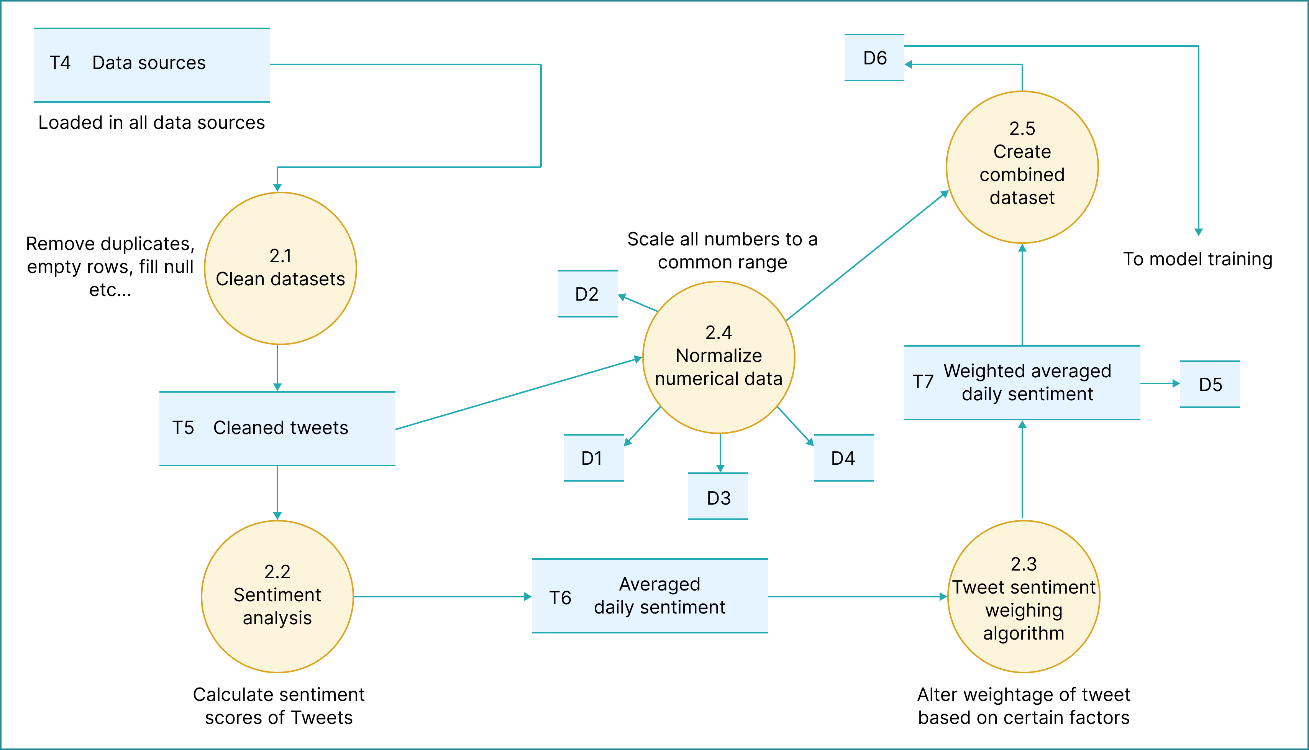 T4 Data sources
Loaded in all data sources
Remove duplicates,
empty rows, fill null
etc...
2.1
Clean datasets
T5 Cleaned tweets
2.2
Sentiment
analysis
Calculate sentiment
scores of Tweets
Scale all numbers to a
common range
D2
2.4
Normalize
numerical data
D1
D3
D4
T6 Averaged
daily sentiment
D6
2.5
Create
combined
dataset
To model training
T7 Weighted averaged
daily sentiment
D5
2.3
Tweet sentiment
weighing
algorithm
Alter weightage of tweet
based on certain factors